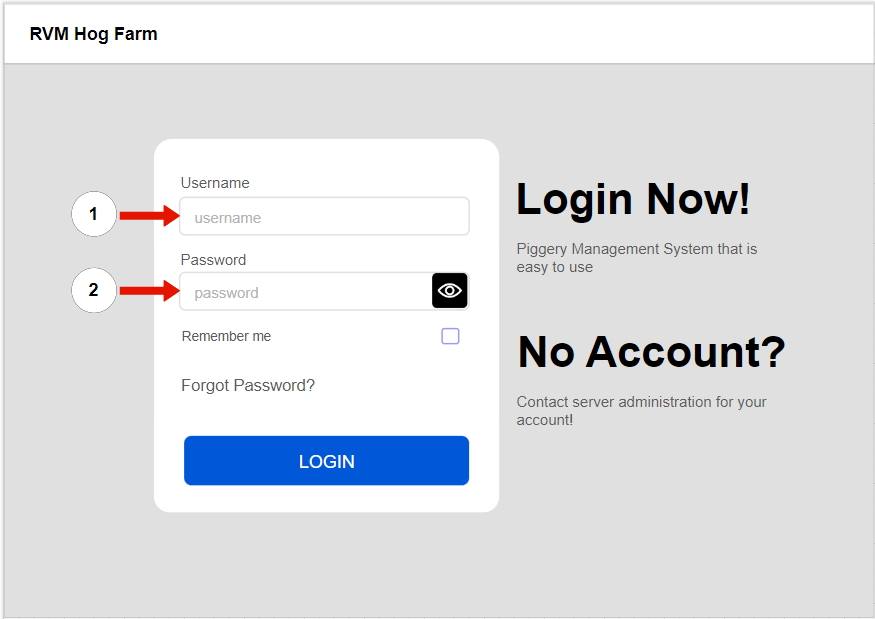 RVM Hog Farm
Username
1
username
Password
2
password
Remember me
Forgot Password?
LOGIN
Login Now!
Piggery Management System that is
easy to use
No Account?
Contact server administration for your
account!